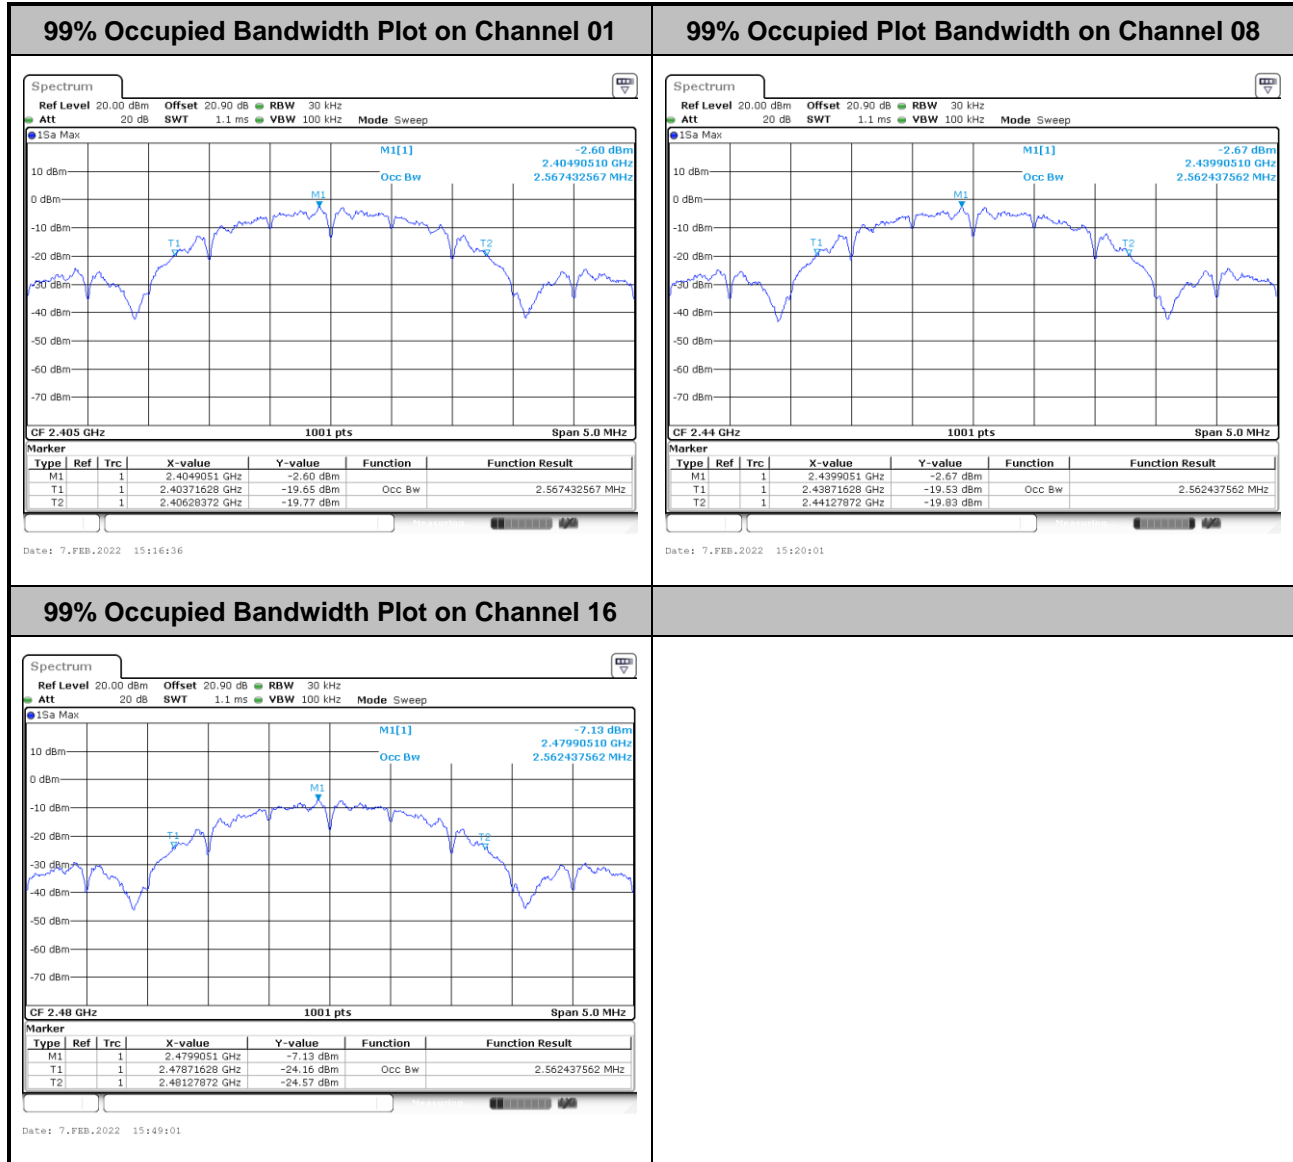 99% Occupied Bandwidth Plot on Channel 01
99% Occupied Plot Bandwidth on Channel 08
Spectrum
Ref Level 20.00 dBm Offset 20.90 dB RBW 30 kHz
Att 20 dB SWT 1.1 ms VBW 100 kHz Mode Sweep
1Sa Max
M1[1] -2.60 dBm
2.40490510 GHz
Occ Bw 2.567432567 MHz
10 dBm
0 dBm
-10 dBm
-20 dBm
-30 dBm
-40 dBm
-50 dBm
-60 dBm
-70 dBm
M1
T1
T2
CF 2.405 GHz 1001 pts Span 5.0 MHz
Marker
Type Ref Trc X-value Y-value Function Function Result
M1 1 2.4049051 GHz -2.60 dBm
T1 1 2.40371628 GHz -19.65 dBm Occ Bw 2.567432567 MHz
T2 1 2.40628372 GHz -19.77 dBm
Date: 7.FEB.2022 15:16:36
Spectrum
Ref Level 20.00 dBm Offset 20.90 dB RBW 30 kHz
Att 20 dB SWT 1.1 ms VBW 100 kHz Mode Sweep
1Sa Max
M1[1] -2.67 dBm
2.43990510 GHz
Occ Bw 2.562437562 MHz
10 dBm
0 dBm
-10 dBm
-20 dBm
-30 dBm
-40 dBm
-50 dBm
-60 dBm
-70 dBm
M1
T1
T2
CF 2.44 GHz 1001 pts Span 5.0 MHz
Marker
Type Ref Trc X-value Y-value Function Function Result
M1 1 2.4399051 GHz -2.67 dBm
T1 1 2.43871628 GHz -19.53 dBm Occ Bw 2.562437562 MHz
T2 1 2.44127872 GHz -19.83 dBm
Date: 7.FEB.2022 15:20:01
99% Occupied Bandwidth Plot on Channel 16
Spectrum
Ref Level 20.00 dBm Offset 20.90 dB RBW 30 kHz
Att 20 dB SWT 1.1 ms VBW 100 kHz Mode Sweep
1Sa Max
M1[1] -7.13 dBm
2.47990510 GHz
Occ Bw 2.562437562 MHz
10 dBm
0 dBm
-10 dBm
-20 dBm
-30 dBm
-40 dBm
-50 dBm
-60 dBm
-70 dBm
M1
T1
T2
CF 2.48 GHz 1001 pts Span 5.0 MHz
Marker
Type Ref Trc X-value Y-value Function Function Result
M1 1 2.4799051 GHz -7.13 dBm
T1 1 2.47871628 GHz -24.16 dBm Occ Bw 2.562437562 MHz
T2 1 2.48127872 GHz -24.57 dBm
Date: 7.FEB.2022 15:49:01